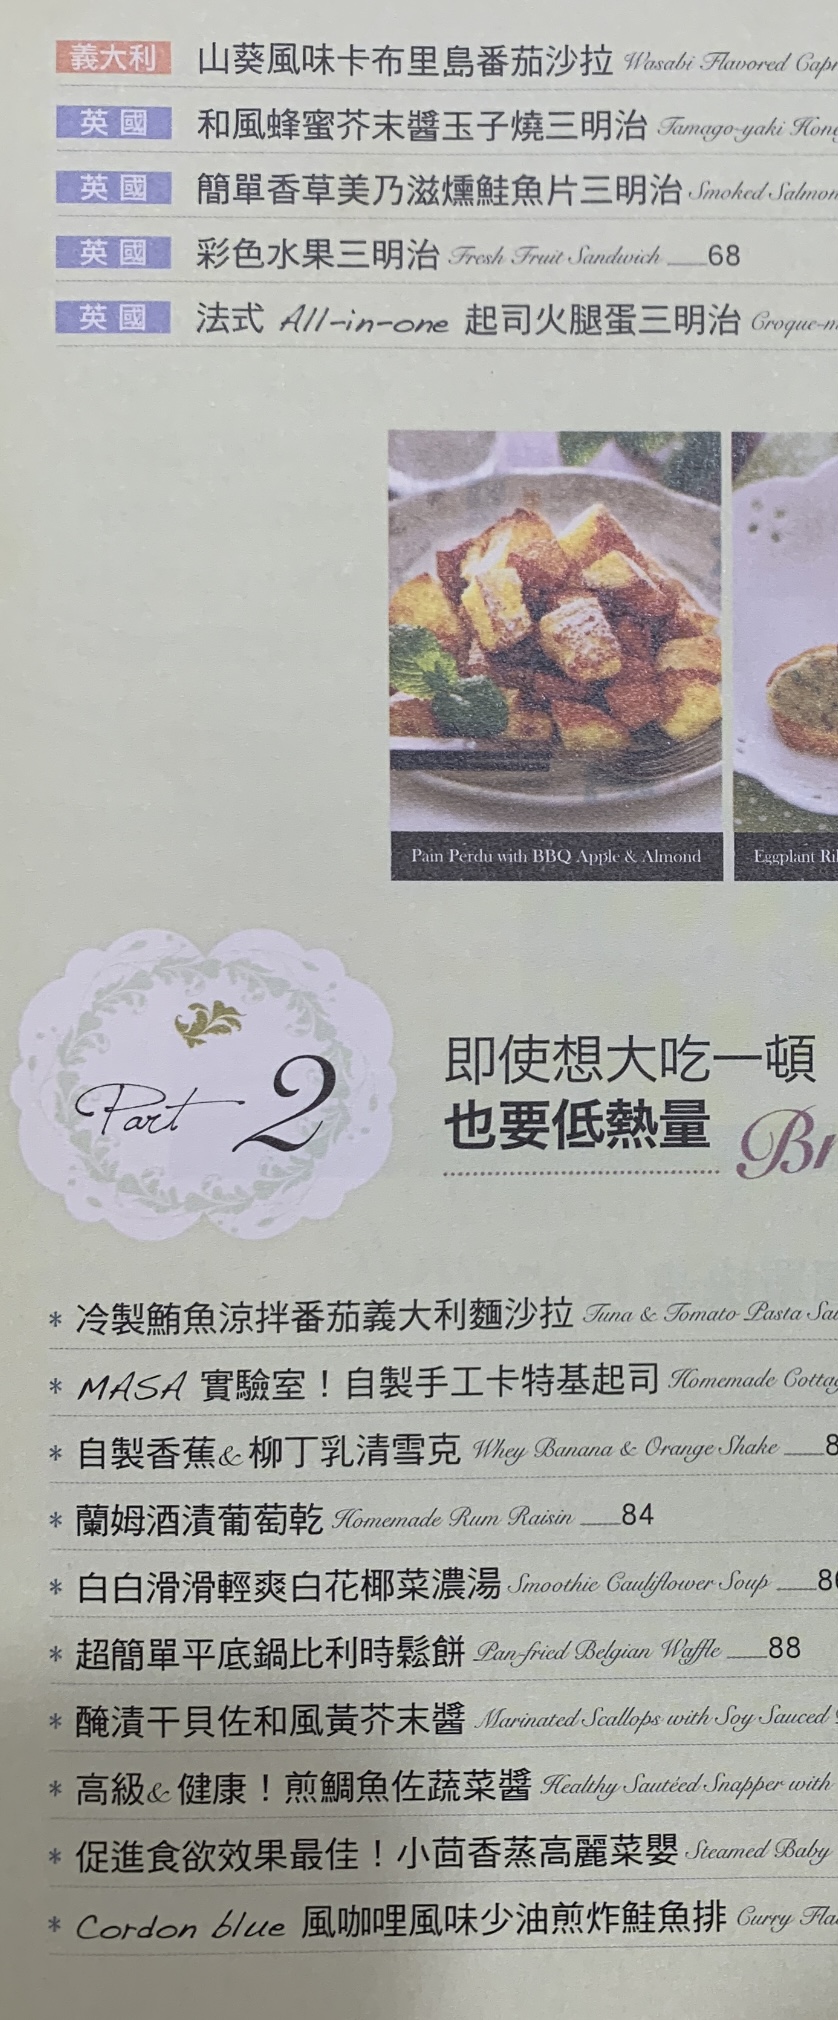 義大利 山葵風味卡布里島番茄沙拉 Wasabi Flavored
英國 和風蜂蜜芥末醬玉子燒三明治 Tamago-yaki
英國 簡單香草美乃滋燻鮭魚片三明治 Smoked Salmon
英國 彩色水果三明治 Fresh Fruit Sandwich 68
英國 法式 All-in-one 起司火腿蛋三明治
Pain Perdu with BBQ Apple & Almond
Eggplant
Part 2
即使想大吃一頓
也要低熱量
* 冷製鮪魚涼拌番茄義大利麵沙拉 Tuna & Tomato Pasta
* MASA 實驗室！自製手工卡特基起司 Homemade
* 自製香蕉&柳丁乳清雪克 Whey Banana & Orange Shake
* 蘭姆酒漬葡萄乾 Homemade Rum Raisin 84
* 白白滑滑輕爽白花椰菜濃湯 Smoothie Cauliflower Soup
* 超簡單平底鍋比利時鬆餅 Pan-fried Belgian Waffle 88
* 醃漬干貝佐和風黃芥末醬 Marinated Scallops with Soy Sauced
* 高級&健康！煎鯛魚佐蔬菜醬 Healthy Sautéed Snapper with
* 促進食欲效果最佳！小茴香蒸高麗菜嬰 Steamed Baby
* Cordon blue 風咖哩風味少油煎炸鮭魚排 Curry